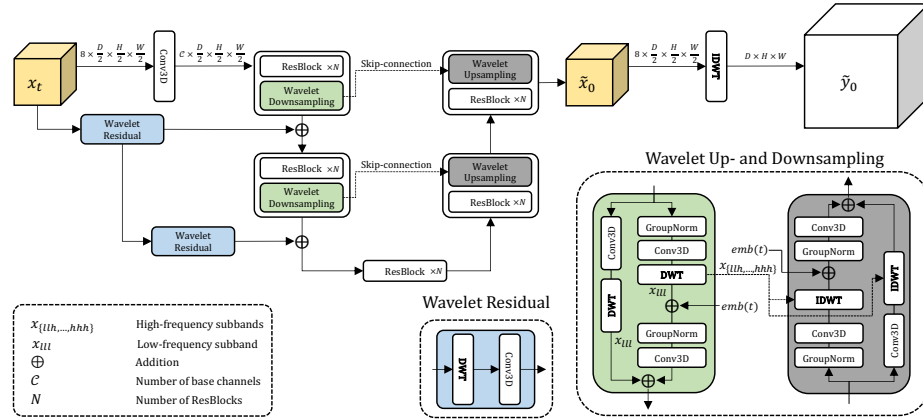 x_t
8 × D/2 × H/2 × W/2
Conv3D
C × D/2 × H/2 × W/2
ResBlock ×N
Wavelet
Downsampling
Skip-connection
Wavelet
Upsampling
ResBlock ×N
x̃_0
8 × D/2 × H/2 × W/2
IDWT
D × H × W
ỹ_0
Wavelet
Residual
ResBlock ×N
Wavelet
Downsampling
Skip-connection
Wavelet
Upsampling
ResBlock ×N
Wavelet
Residual
ResBlock ×N
x_{llh,...,hhh} High-frequency subbands
x_lll Low-frequency subband
⊕ Addition
C Number of base channels
N Number of ResBlocks
Wavelet Residual
DWT
Conv3D
Wavelet Up- and Downsampling
Conv3D
DWT
x_lll
GroupNorm
Conv3D
DWT
x_lll
GroupNorm
Conv3D
emb(t)
x_{llh,...,hhh}
emb(t)
Conv3D
GroupNorm
IDWT
Conv3D
GroupNorm
IDWT
Conv3D